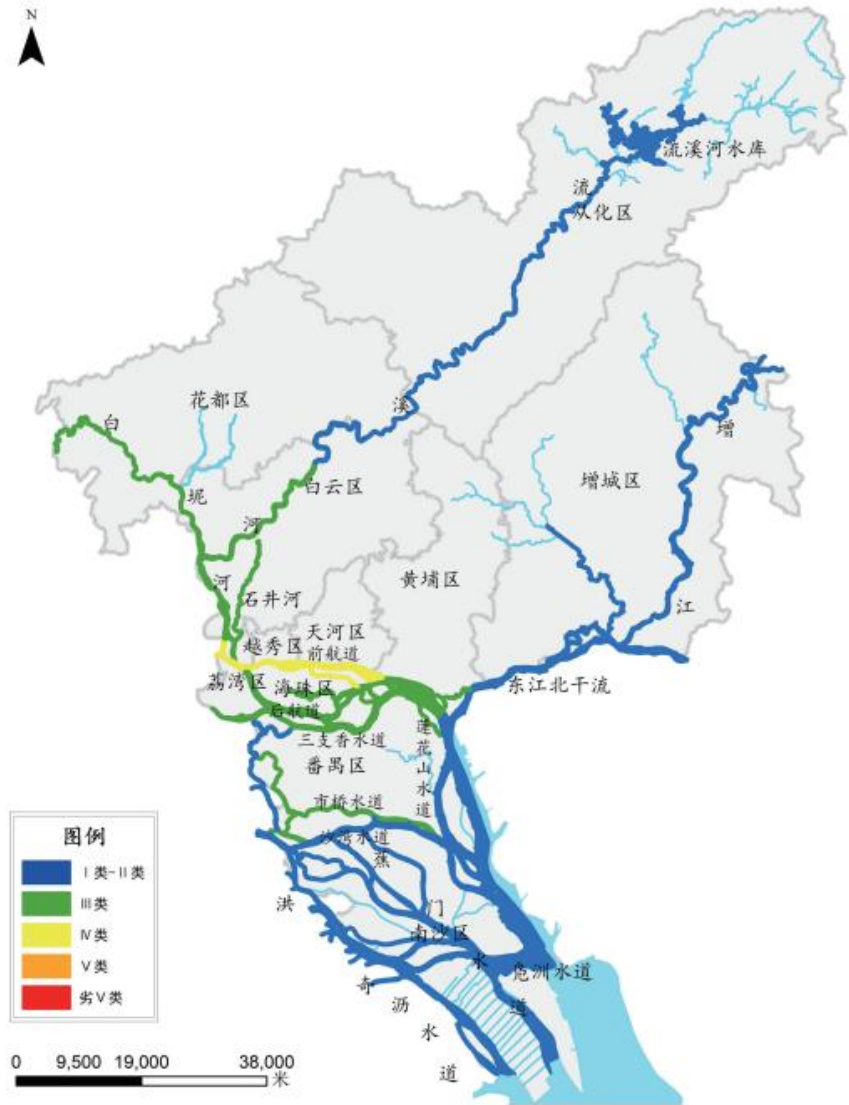 N
流溪河水库
流
从化区
花都区
溪
白
增
坭
白云区
增城区
河
黄埔区
河
石井河
江
天河区
越秀区
前航道
荔湾区
海珠区
东江北干流
后航道
三支香水道
莲花山水道
番禺区
市桥水道
沙湾水道
蕉
洪
门
南沙区
水
凫洲水道
道
奇
沥
水
道
图例
Ⅰ类-Ⅱ类
Ⅲ类
Ⅳ类
Ⅴ类
劣Ⅴ类
0 9,500 19,000 38,000
米